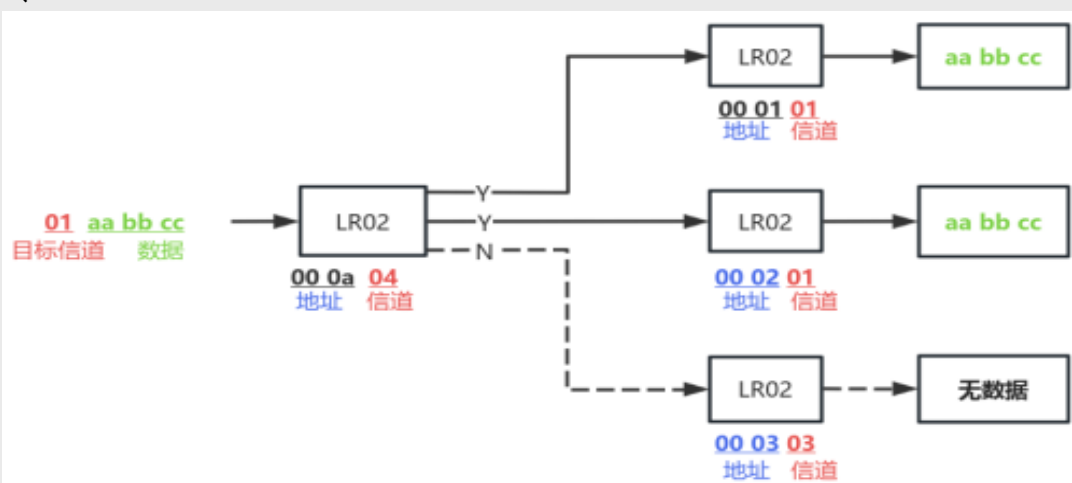 LR02
aa bb cc
00 01 01
地址 信道
Y
01 aa bb cc
目标信道 数据
LR02
Y
LR02
aa bb cc
N
00 0a 04
地址 信道
00 02 01
地址 信道
LR02
无数据
00 03 03
地址 信道